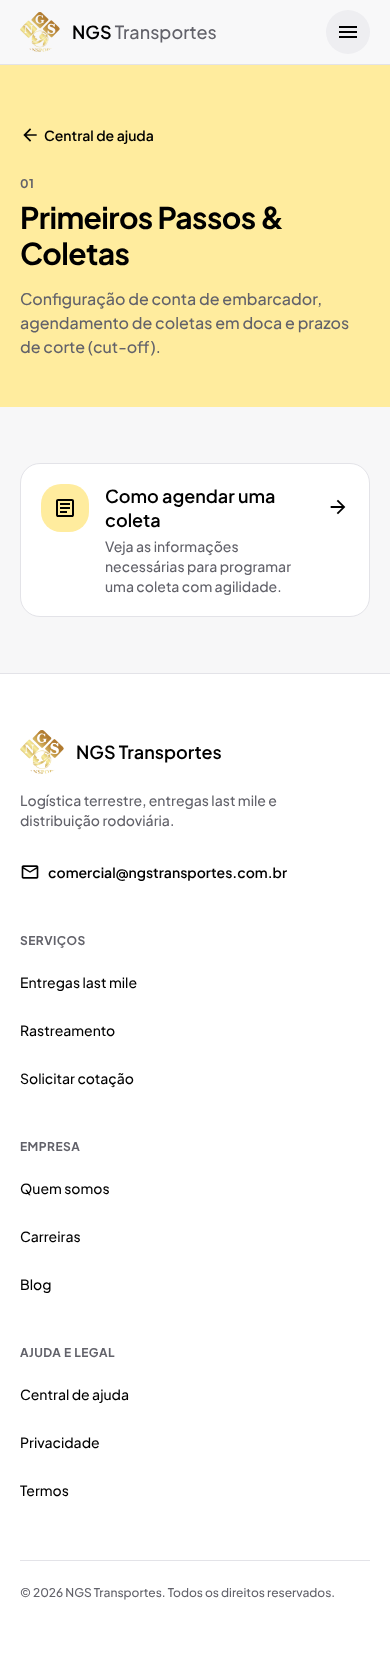 NGS Transportes
Central de ajuda
01
Primeiros Passos &
Coletas
Configuração de conta de embarcador,
agendamento de coletas em doca e prazos
de corte (cut-off).
Como agendar uma
coleta
Veja as informações
necessárias para programar
uma coleta com agilidade.
NGS Transportes
Logística terrestre, entregas last mile e
distribuição rodoviária.
comercial@ngstransportes.com.br
SERVIÇOS
Entregas last mile
Rastreamento
Solicitar cotação
EMPRESA
Quem somos
Carreiras
Blog
AJUDA E LEGAL
Central de ajuda
Privacidade
Termos
© 2026 NGS Transportes. Todos os direitos reservados.